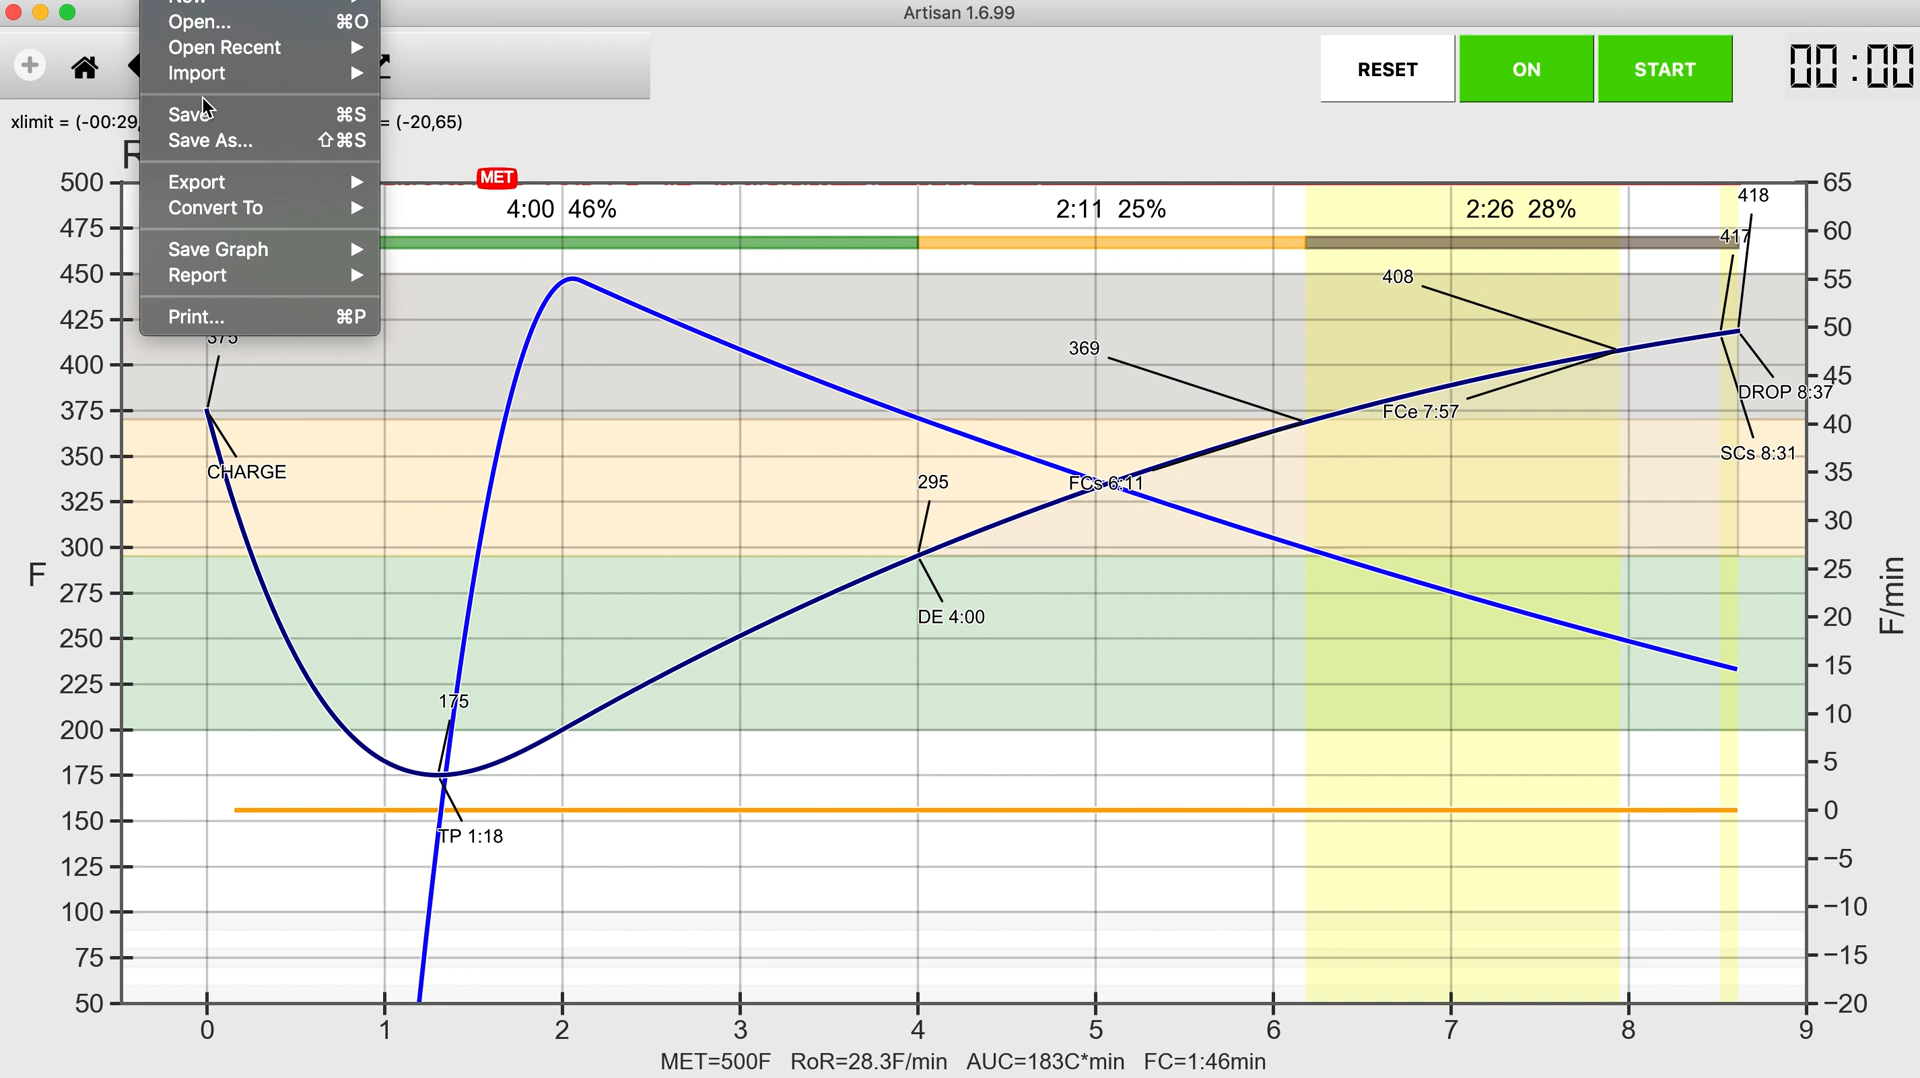 Artisan 1.6.99
Open... ⌘O
Open Recent ▶
Import ▶
Save ⌘S
Save As... ⇧⌘S
Export ▶
Convert To ▶
Save Graph ▶
Report ▶
Print... ⌘P
RESET
ON
START
00:00
xlimit = (-00:29,
= (-20,65)
R
MET
4:00 46%
2:11 25%
2:26 28%
500
475
450
425
400
375
350
325
300
275
250
225
200
175
150
125
100
75
50
F
375
CHARGE
175
TP 1:18
295
DE 4:00
369
FCs 6:11
408
FCe 7:57
417
SCs 8:31
418
DROP 8:37
65
60
55
50
45
40
35
30
25
20
15
10
5
0
−5
−10
−15
−20
F/min
0 1 2 3 4 5 6 7 8 9
MET=500F RoR=28.3F/min AUC=183C*min FC=1:46min